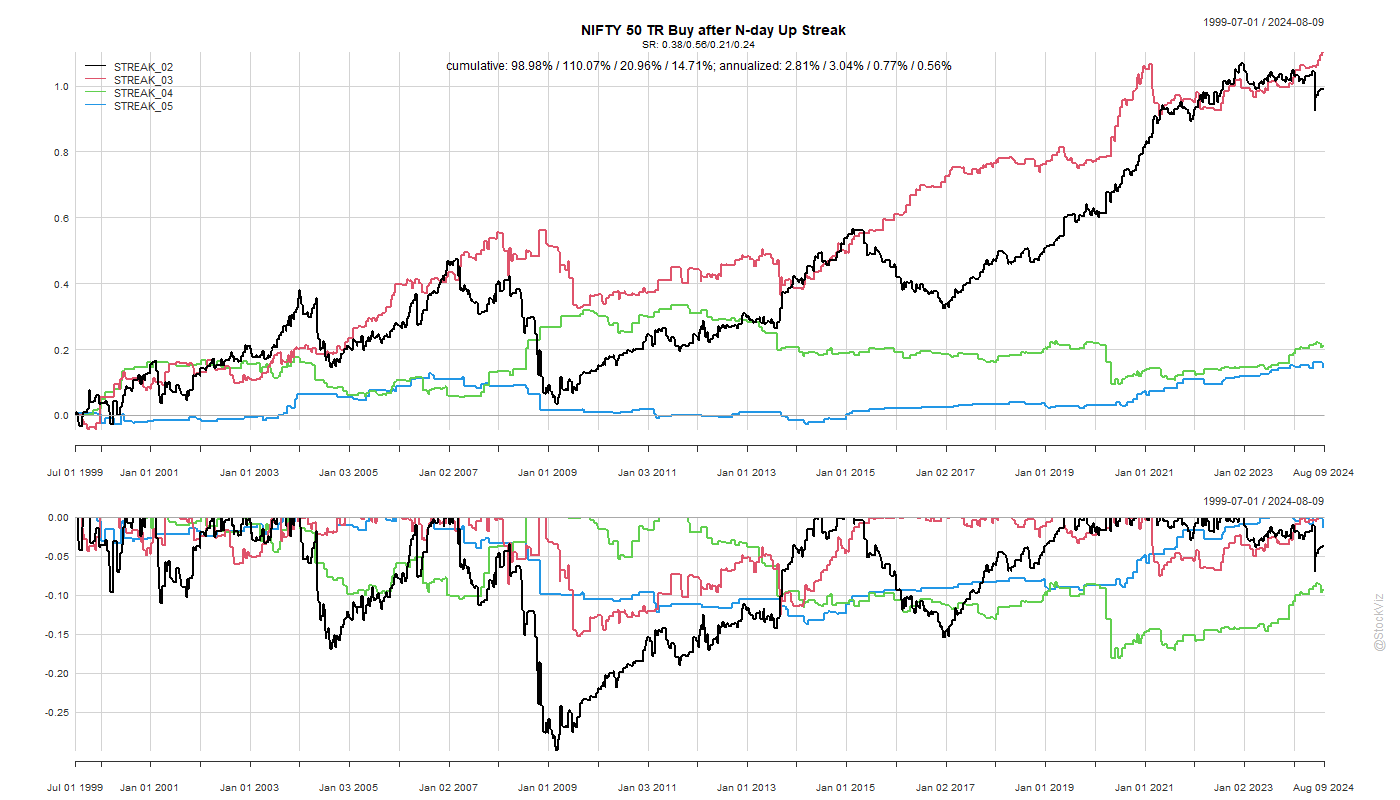 1999-07-01 / 2024-08-09
NIFTY 50 TR Buy after N-day Up Streak
SR: 0.38/0.56/0.21/0.24
cumulative: 98.98% / 110.07% / 20.96% / 14.71%; annualized: 2.81% / 3.04% / 0.77% / 0.56%
STREAK_02
STREAK_03
STREAK_04
STREAK_05
1.0
0.8
0.6
0.4
0.2
0.0
Jul 01 1999 Jan 01 2001 Jan 01 2003 Jan 03 2005 Jan 02 2007 Jan 01 2009 Jan 03 2011 Jan 01 2013 Jan 01 2015 Jan 02 2017 Jan 01 2019 Jan 01 2021 Jan 02 2023 Aug 09 2024
1999-07-01 / 2024-08-09
0.00
-0.05
-0.10
-0.15
-0.20
-0.25
Jul 01 1999 Jan 01 2001 Jan 01 2003 Jan 03 2005 Jan 02 2007 Jan 01 2009 Jan 03 2011 Jan 01 2013 Jan 01 2015 Jan 02 2017 Jan 01 2019 Jan 01 2021 Jan 02 2023 Aug 09 2024
@StockViz